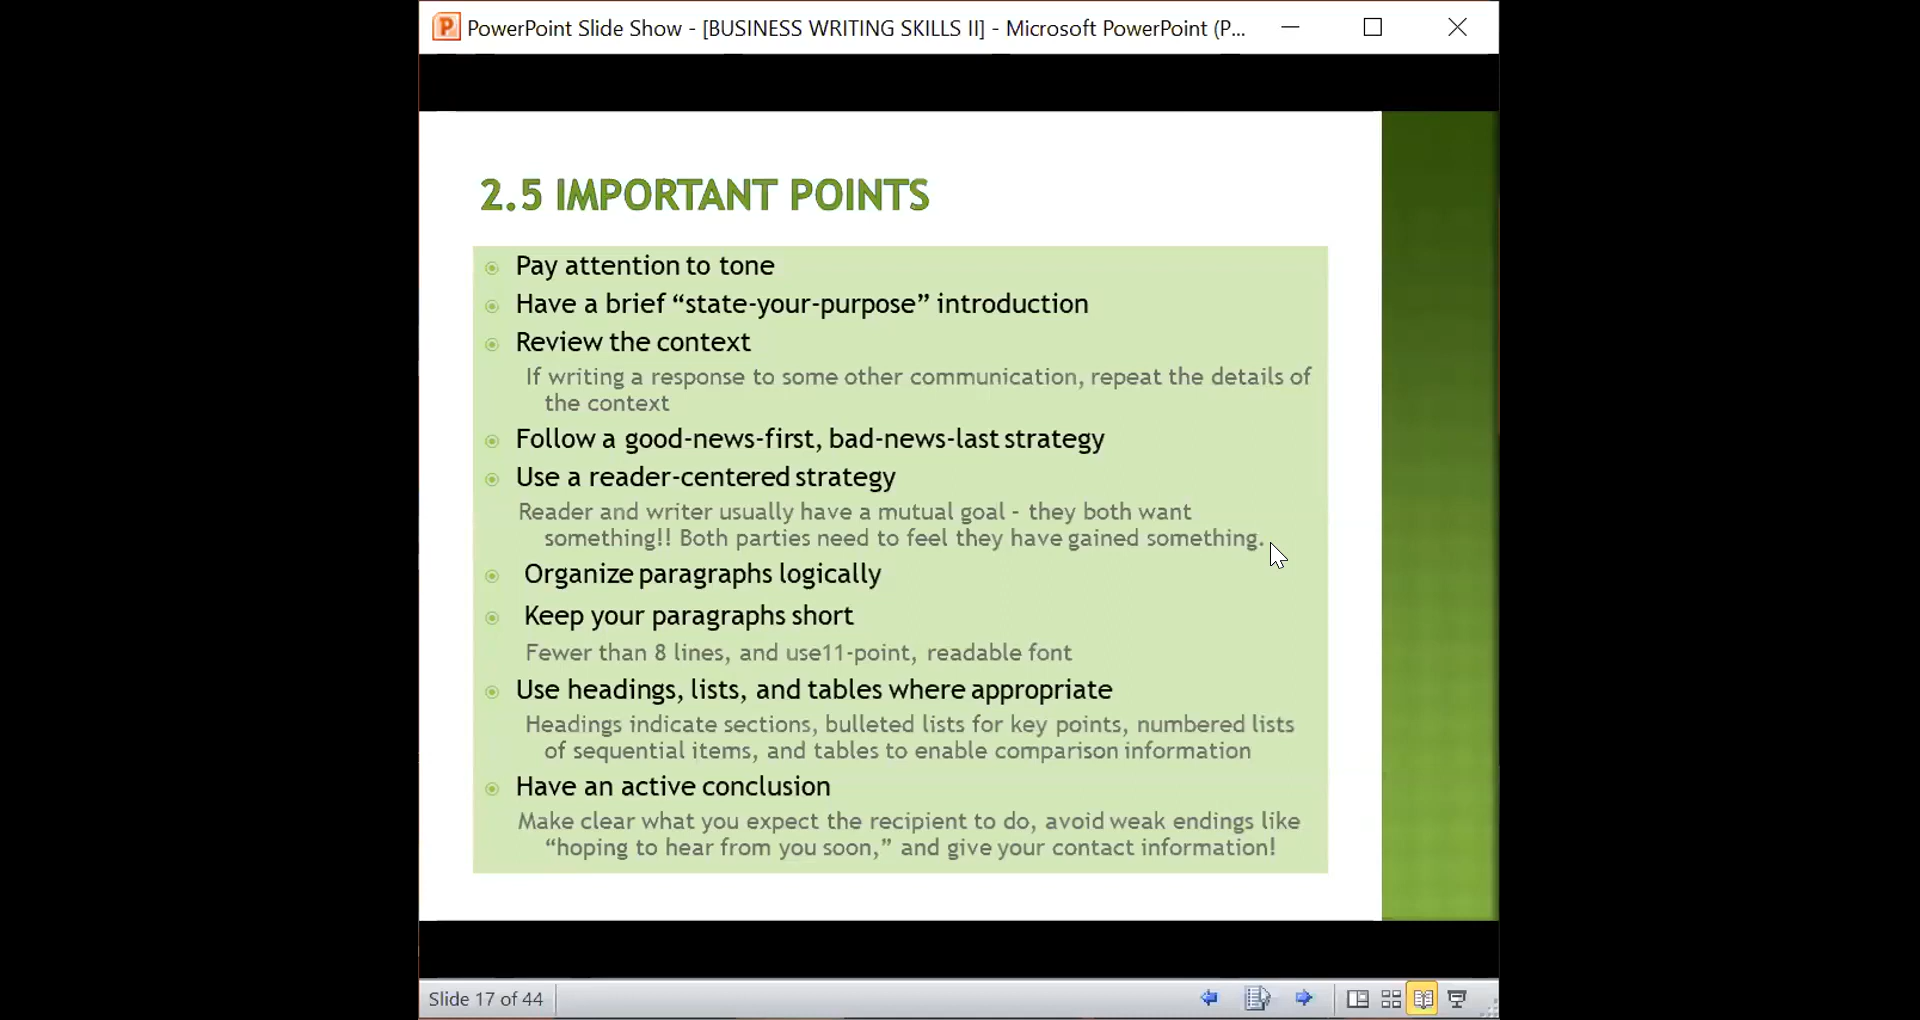 PowerPoint Slide Show - [BUSINESS WRITING SKILLS II] - Microsoft PowerPoint (P...
2.5 IMPORTANT POINTS
Pay attention to tone
Have a brief “state-your-purpose” introduction
Review the context
If writing a response to some other communication, repeat the details of
the context
Follow a good-news-first, bad-news-last strategy
Use a reader-centered strategy
Reader and writer usually have a mutual goal - they both want
something!! Both parties need to feel they have gained something.
Organize paragraphs logically
Keep your paragraphs short
Fewer than 8 lines, and use11-point, readable font
Use headings, lists, and tables where appropriate
Headings indicate sections, bulleted lists for key points, numbered lists
of sequential items, and tables to enable comparison information
Have an active conclusion
Make clear what you expect the recipient to do, avoid weak endings like
“hoping to hear from you soon,” and give your contact information!
Slide 17 of 44